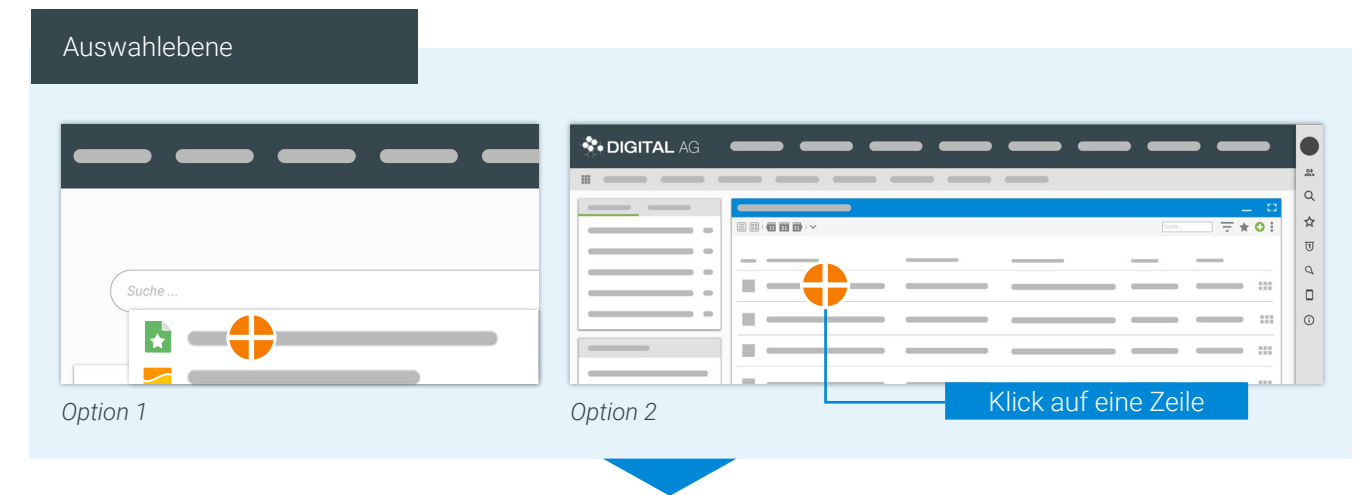 Auswahlebene
DIGITAL AG
Suche ...
Suche ...
Option 1
Option 2
Klick auf eine Zeile